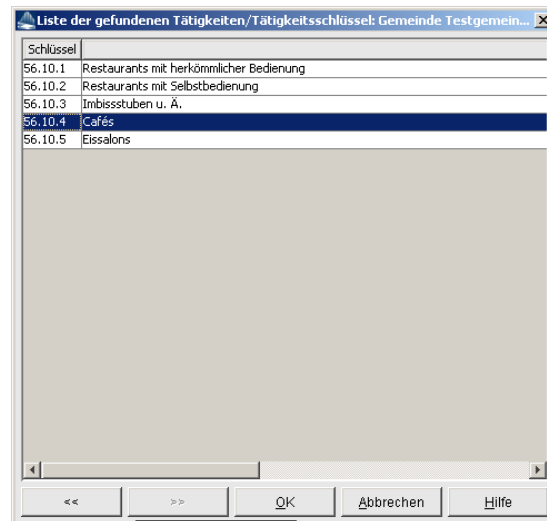 Liste der gefundenen Tätigkeiten/Tätigkeitsschlüssel: Gemeinde Testgemein...
Schlüssel
56.10.1 Restaurants mit herkömmlicher Bedienung
56.10.2 Restaurants mit Selbstbedienung
56.10.3 Imbissstuben u. Ä.
56.10.4 Cafés
56.10.5 Eissalons
<< >> OK Abbrechen Hilfe